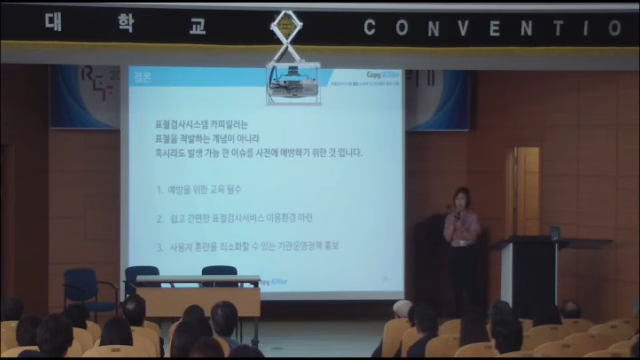 대 학 교 CONVENTIO
결론
Copy Killer
표절검사시스템 카피킬러는
표절을 적발하는 개념이 아니라
혹시라도 발생 가능 한 이슈를 사전에 예방하기 위한 것 입니다.
1. 예방을 위한 교육 필수
2. 쉽고 간편한 표절검사서비스 이용환경 마련
3. 사용자 혼란을 최소화할 수 있는 기관운영정책 홍보
Copy Killer